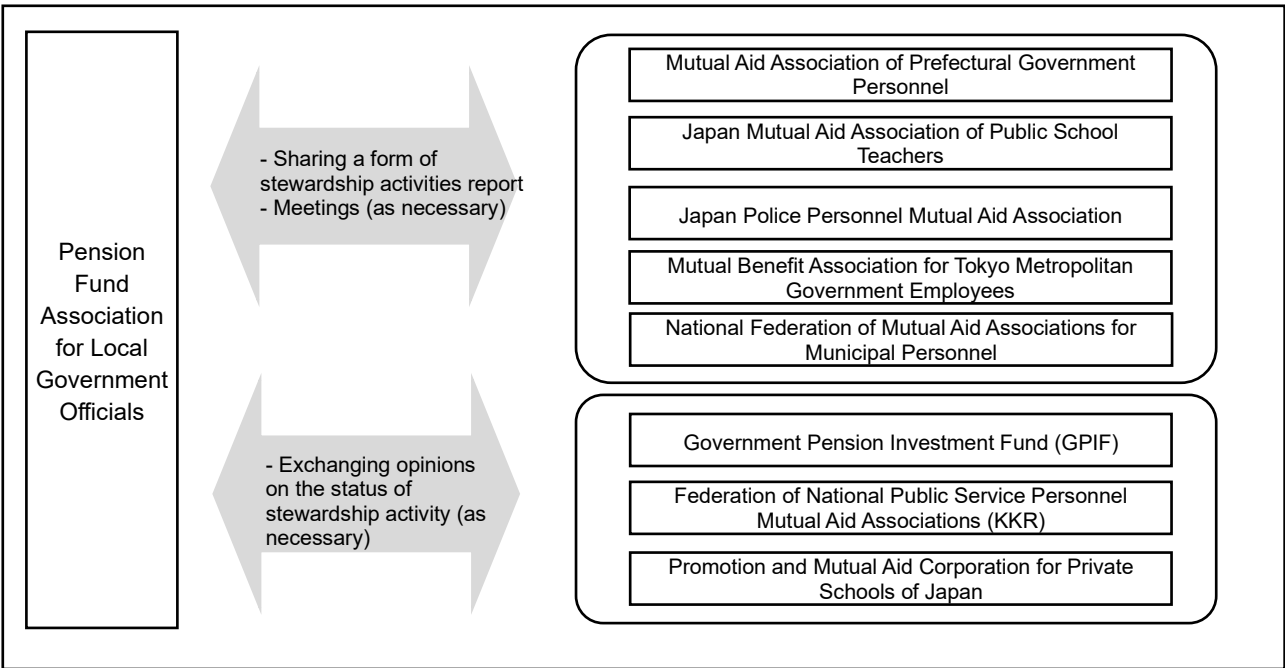 Pension
Fund
Association
for Local
Government
Officials
- Sharing a form of
stewardship activities report
- Meetings (as necessary)
Mutual Aid Association of Prefectural Government
Personnel
Japan Mutual Aid Association of Public School
Teachers
Japan Police Personnel Mutual Aid Association
Mutual Benefit Association for Tokyo Metropolitan
Government Employees
National Federation of Mutual Aid Associations for
Municipal Personnel
- Exchanging opinions
on the status of
stewardship activity (as
necessary)
Government Pension Investment Fund (GPIF)
Federation of National Public Service Personnel
Mutual Aid Associations (KKR)
Promotion and Mutual Aid Corporation for Private
Schools of Japan